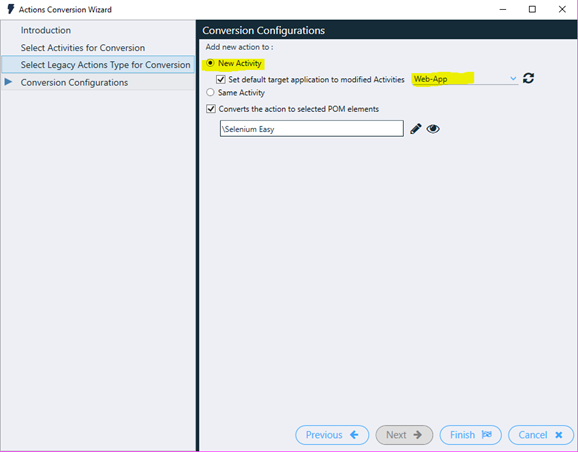 Actions Conversion Wizard
Introduction
Select Activities for Conversion
Select Legacy Actions Type for Conversion
Conversion Configurations
Conversion Configurations
Add new action to :
New Activity
Set default target application to modified Activities Web-App
Same Activity
Converts the action to selected POM elements
\Selenium Easy
Previous Next Finish Cancel